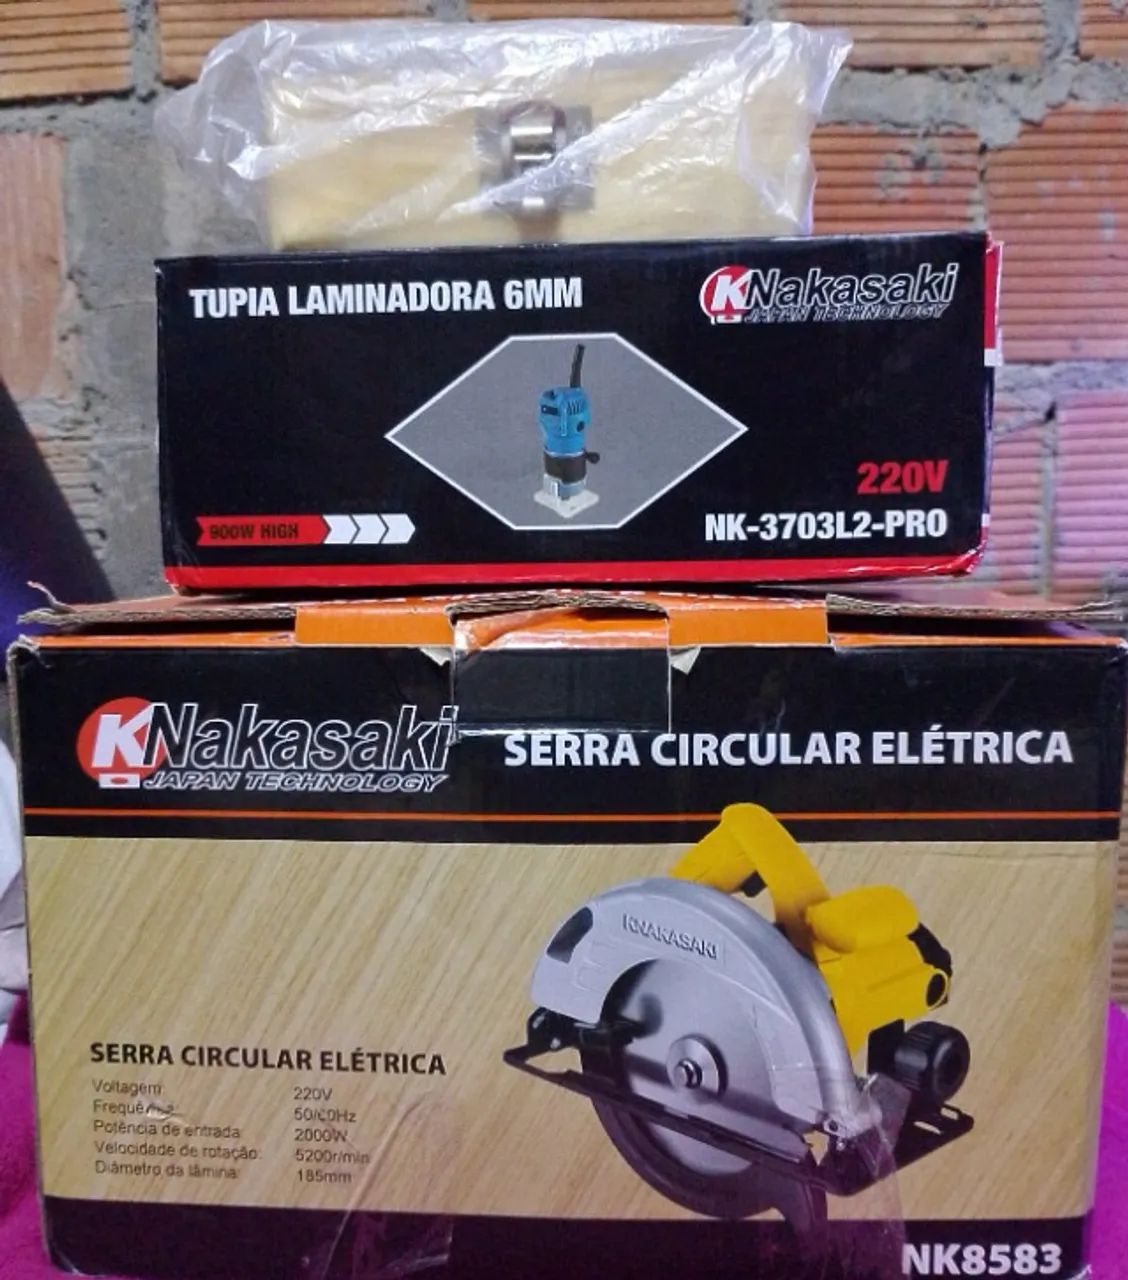 TUPIA LAMINADORA 6MM
KNakasaki
JAPAN TECHNOLOGY
220V
900W HIGH
NK-3703L2-PRO
KNakasaki
JAPAN TECHNOLOGY
SERRA CIRCULAR ELÉTRICA
KNAKASAKI
SERRA CIRCULAR ELÉTRICA
Voltagem: 220V
50/60Hz
Potência de entrada: 2000W
Velocidade de rotação: 5200r/min
Diâmetro da lâmina: 185mm
NK8583